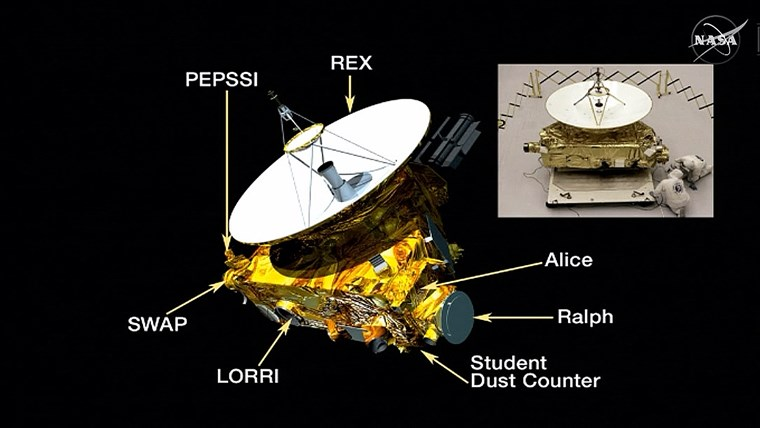 NASA
REX
PEPSSI
Alice
Ralph
SWAP
LORRI
Student
Dust Counter